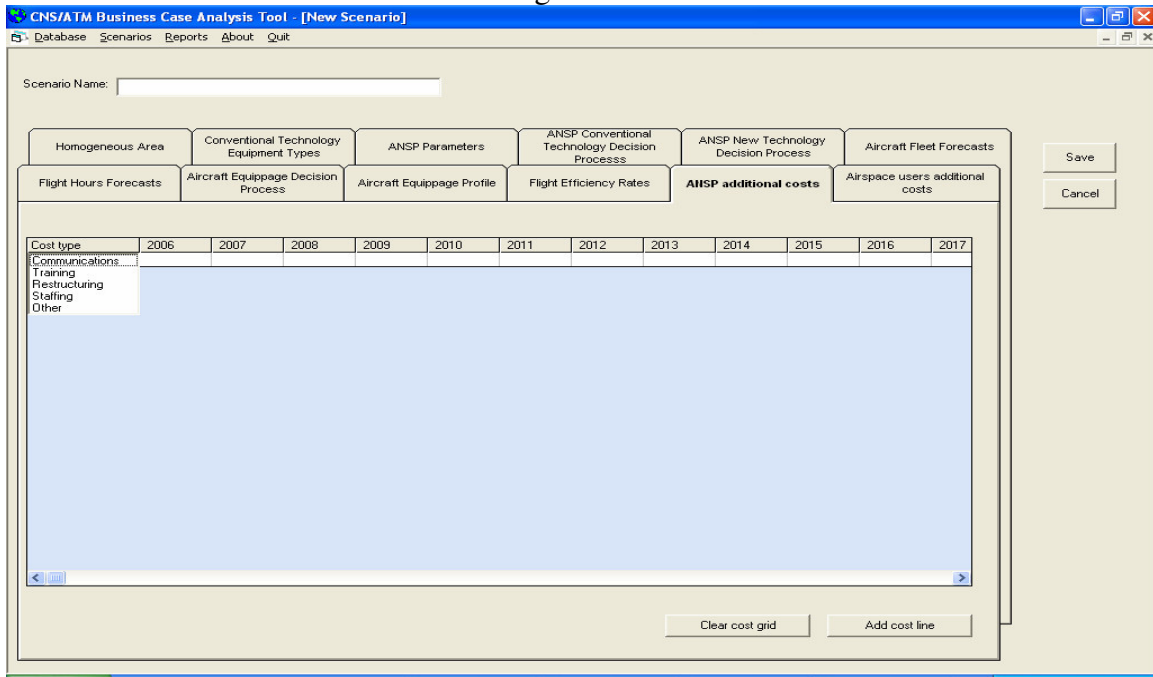 CNS/ATM Business Case Analysis Tool - [New Scenario]
Database Scenarios Reports About Quit
Scenario Name:
Homogeneous Area
Conventional Technology
Equipment Types
ANSP Parameters
ANSP Conventional
Technology Decision
Processs
ANSP New Technology
Decision Process
Aircraft Fleet Forecasts
Save
Flight Hours Forecasts
Aircraft Equippage Decision
Process
Aircraft Equippage Profile
Flight Efficiency Rates
ANSP additional costs
Airspace users additional
costs
Cancel
Cost type 2006 2007 2008 2009 2010 2011 2012 2013 2014 2015 2016 2017
Communications
Training
Restructuring
Staffing
Other
Clear cost grid
Add cost line